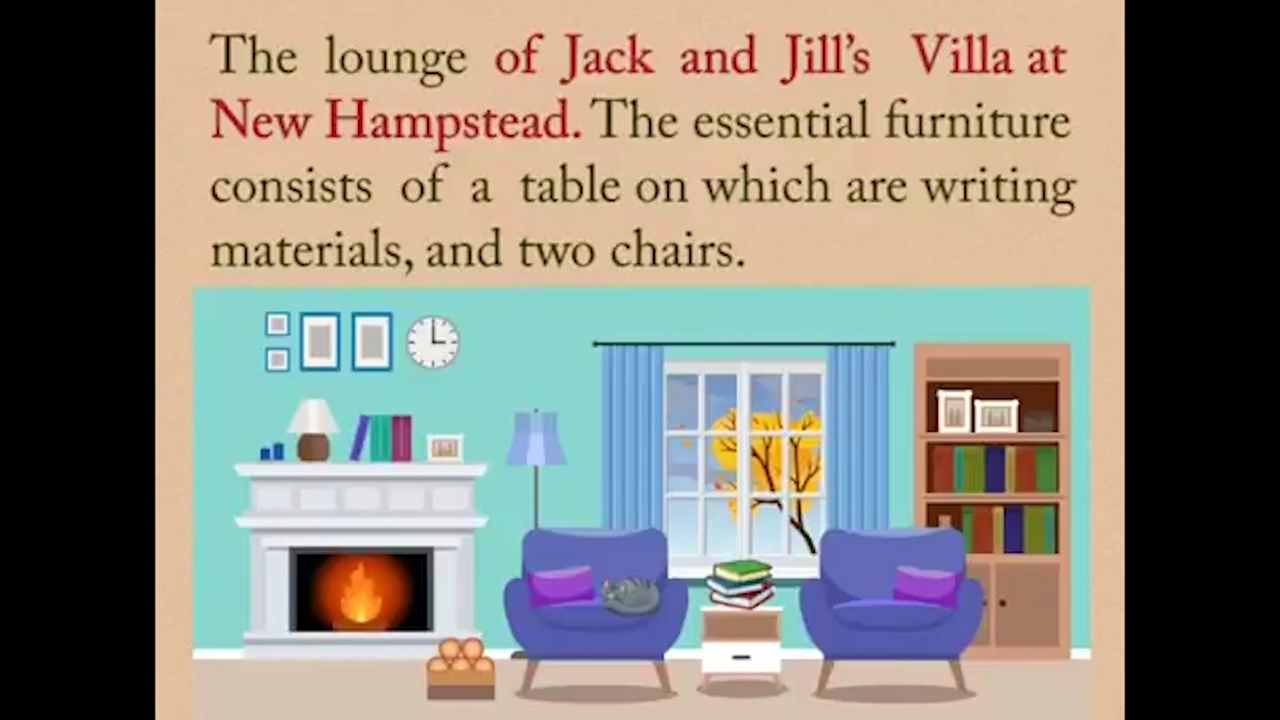 The lounge of Jack and Jill’s Villa at
New Hampstead. The essential furniture
consists of a table on which are writing
materials, and two chairs.